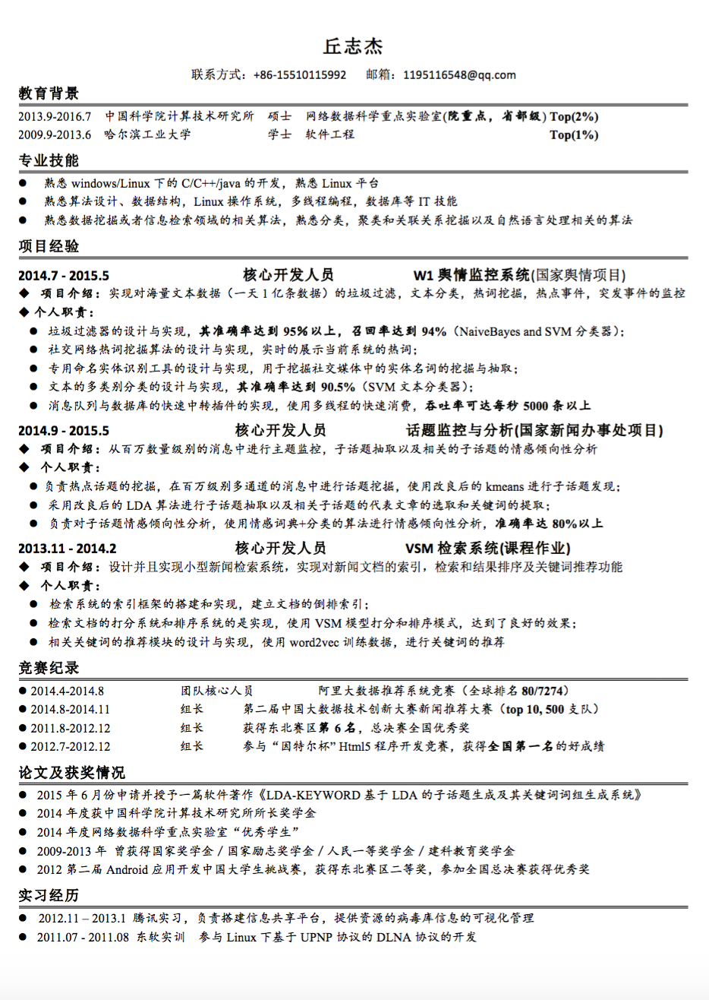 丘志杰
联系方式：+86-15510115992 邮箱：1195116548@qq.com
教育背景
2013.9-2016.7 中国科学院计算技术研究所 硕士 网络数据科学重点实验室(院重点，省部级) Top(2%)
2009.9-2013.6 哈尔滨工业大学 学士 软件工程 Top(1%)
专业技能
● 熟悉 windows/Linux 下的 C/C++/java 的开发，熟悉 Linux 平台
● 熟悉算法设计、数据结构，Linux 操作系统，多线程编程，数据库等 IT 技能
● 熟悉数据挖掘或者信息检索领域的相关算法，熟悉分类，聚类和关联关系挖掘以及自然语言处理相关的算法
项目经验
2014.7 - 2015.5 核心开发人员 W1 舆情监控系统(国家舆情项目)
◆ 项目介绍：实现对海量文本数据（一天 1 亿条数据）的垃圾过滤，文本分类，热词挖掘，热点事件，突发事件的监控
◆ 个人职责：
● 垃圾过滤器的设计与实现，其准确率达到 95%以上，召回率达到 94%（NaiveBayes and SVM 分类器）；
● 社交网络热词挖掘算法的设计与实现，实时的展示当前系统的热词；
● 专用命名实体识别工具的设计与实现，用于挖掘社交媒体中的实体名词的挖掘与抽取；
● 文本的多类别分类的设计与实现，其准确率达到 90.5%（SVM 文本分类器）；
● 消息队列与数据库的快速中转插件的实现，使用多线程的快速消费，吞吐率可达每秒 5000 条以上
2014.9 - 2015.5 核心开发人员 话题监控与分析(国家新闻办事处项目)
◆ 项目介绍：从百万数量级别的消息中进行主题监控，子话题抽取以及相关的子话题的情感倾向性分析
◆ 个人职责：
● 负责热点话题的挖掘，在百万级别多通道的消息中进行话题挖掘，使用改良后的 kmeans 进行子话题发现；
● 采用改良后的 LDA 算法进行子话题抽取以及相关子话题的代表文章的选取和关键词的提取；
● 负责对子话题情感倾向性分析，使用情感词典+分类的算法进行情感倾向性分析，准确率达 80%以上
2013.11 - 2014.2 核心开发人员 VSM 检索系统(课程作业)
◆ 项目介绍：设计并且实现小型新闻检索系统，实现对新闻文档的索引，检索和结果排序及关键词推荐功能
◆ 个人职责：
● 检索系统的索引框架的搭建和实现，建立文档的倒排索引；
● 检索文档的打分系统和排序系统的是实现，使用 VSM 模型打分和排序模式，达到了良好的效果；
● 相关关键词的推荐模块的设计与实现，使用 word2vec 训练数据，进行关键词的推荐
竞赛纪录
● 2014.4-2014.8 团队核心人员 阿里大数据推荐系统竞赛（全球排名 80/7274）
● 2014.8-2014.11 组长 第二届中国大数据技术创新大赛新闻推荐大赛（top 10, 500 支队）
● 2011.8-2012.12 组长 获得东北赛区第 6 名，总决赛全国优秀奖
● 2012.7-2012.12 组长 参与“因特尔杯” Html5 程序开发竞赛，获得全国第一名的好成绩
论文及获奖情况
● 2015 年 6 月份申请并授予一篇软件著作《LDA-KEYWORD 基于 LDA 的子话题生成及其关键词词组生成系统》
● 2014 年度获中国科学院计算技术研究所所长奖学金
● 2014 年度网络数据科学重点实验室“优秀学生”
● 2009-2013 年 曾获得国家奖学金 / 国家励志奖学金 / 人民一等奖学金 / 建科教育奖学金
● 2012 第二届 Android 应用开发中国大学生挑战赛，获得东北赛区二等奖，参加全国总决赛获得优秀奖
实习经历
● 2012.11 – 2013.1 腾讯实习，负责搭建信息共享平台，提供资源的病毒库信息的可视化管理
● 2011.07 - 2011.08 东软实训 参与 Linux 下基于 UPNP 协议的 DLNA 协议的开发